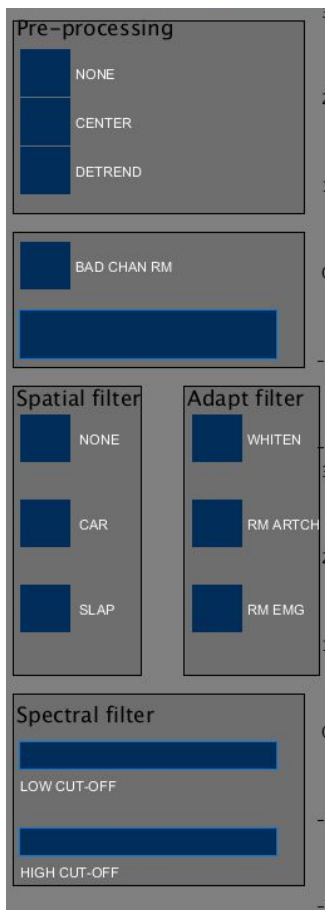 Pre-processing
NONE
CENTER
DETREND
BAD CHAN RM
Spatial filter
NONE
CAR
SLAP
Adapt filter
WHITEN
RM ARTCH
RM EMG
Spectral filter
LOW CUT-OFF
HIGH CUT-OFF